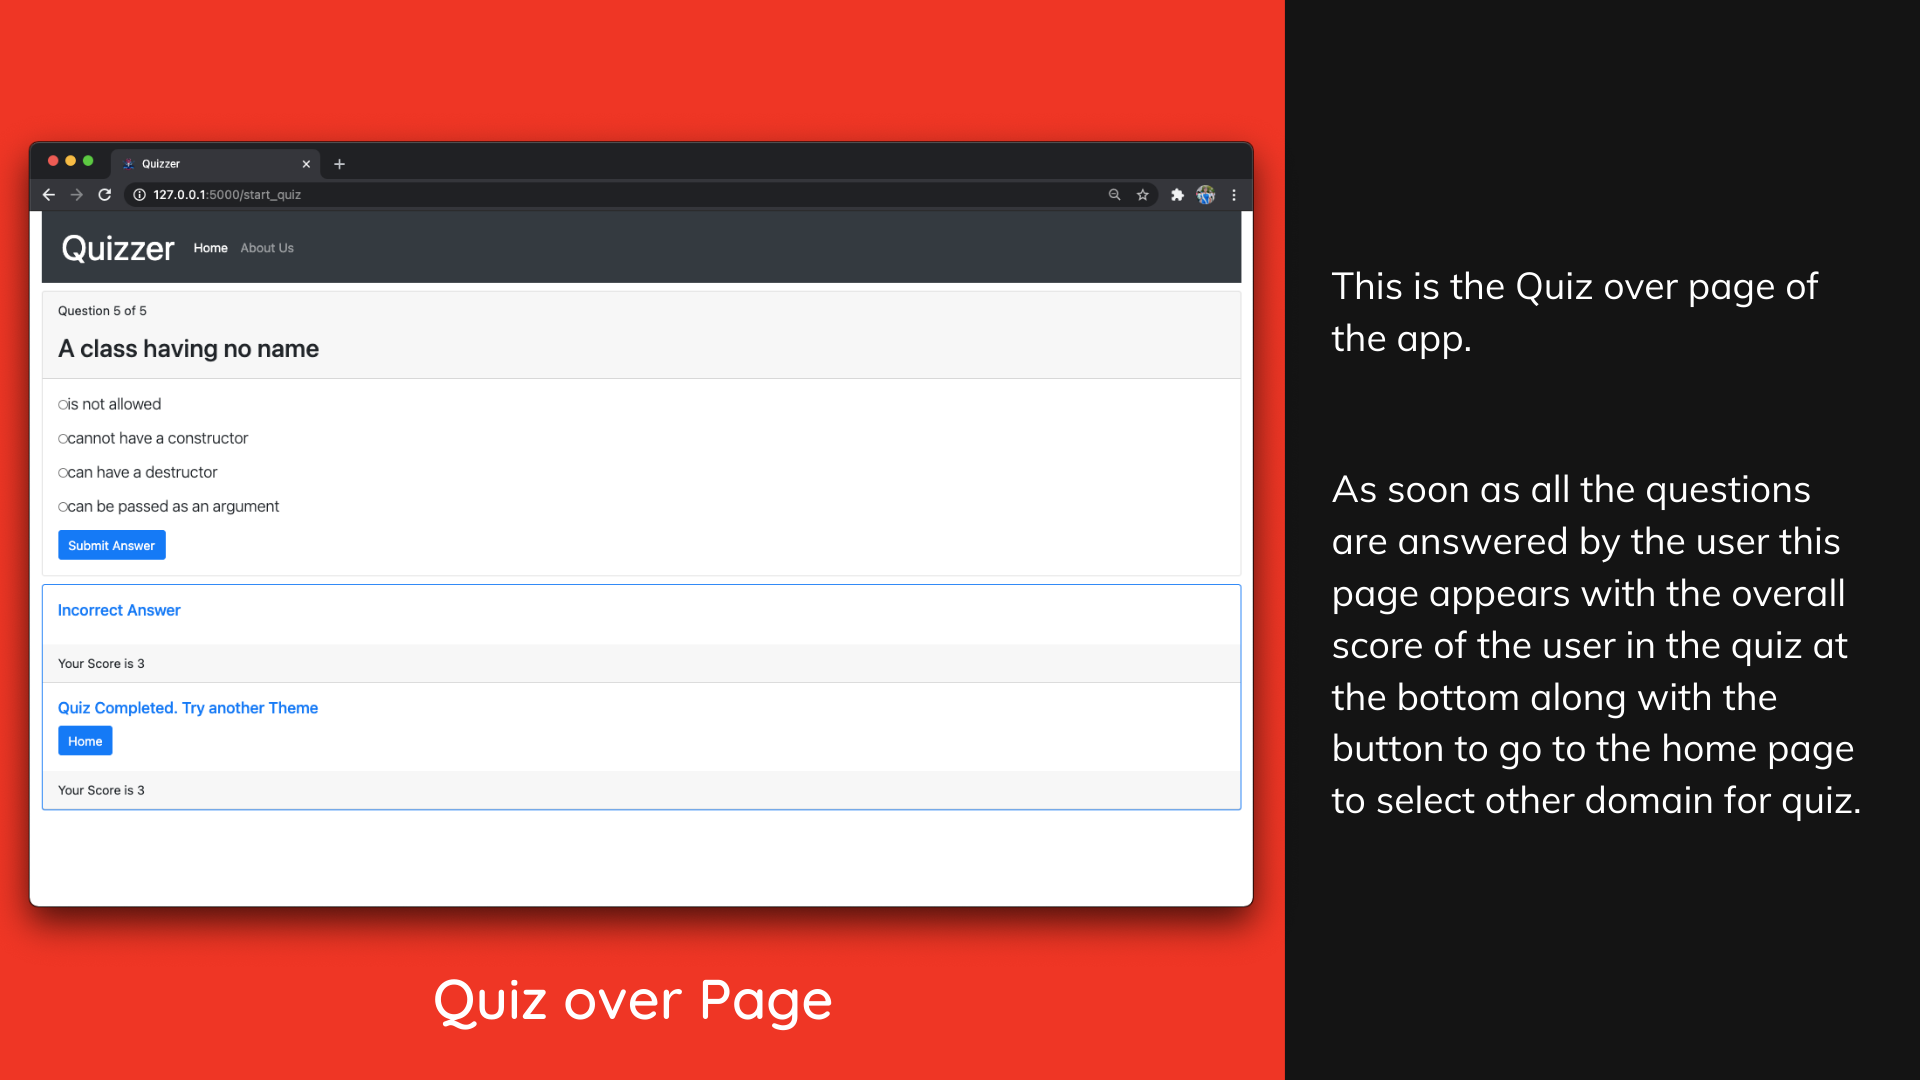 Quizzer
127.0.0.1:5000/start_quiz
Quizzer Home About Us
Question 5 of 5
A class having no name
is not allowed
cannot have a constructor
can have a destructor
can be passed as an argument
Submit Answer
Incorrect Answer
Your Score is 3
Quiz Completed. Try another Theme
Home
Your Score is 3
Quiz over Page
This is the Quiz over page of
the app.
As soon as all the questions
are answered by the user this
page appears with the overall
score of the user in the quiz at
the bottom along with the
button to go to the home page
to select other domain for quiz.